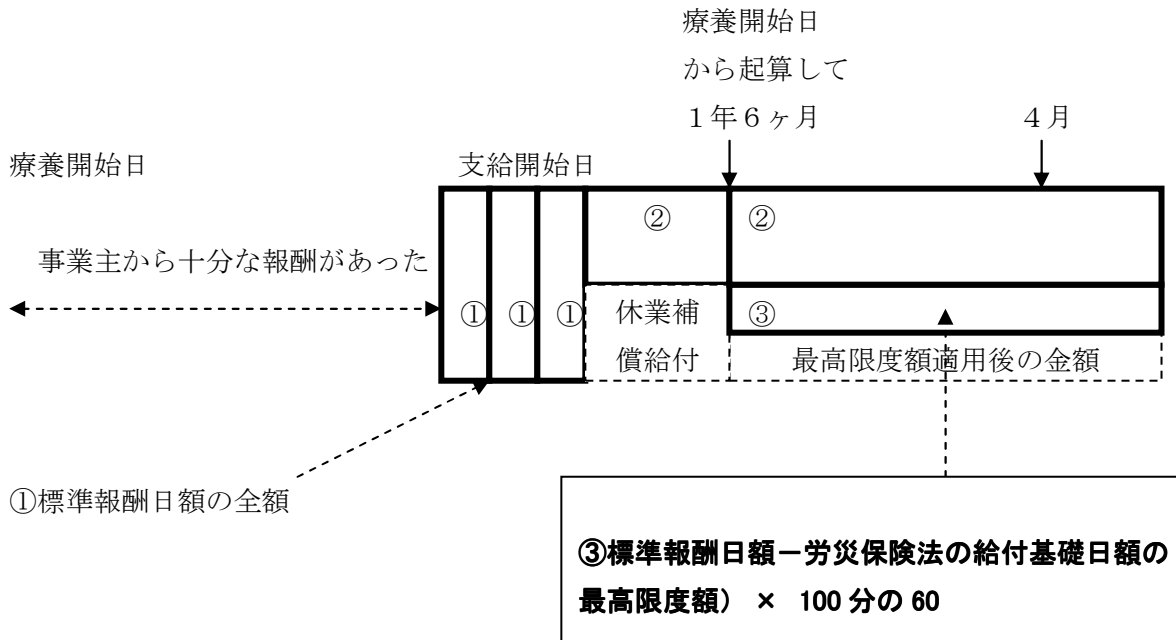 療養開始日
から起算して
１年６ヶ月
４月
療養開始日
支給開始日
②
②
事業主から十分な報酬があった
①
①
①
休業補
償給付
③
最高限度額適用後の金額
①標準報酬日額の全額
③標準報酬日額－労災保険法の給付基礎日額の
最高限度額） × 100 分の 60